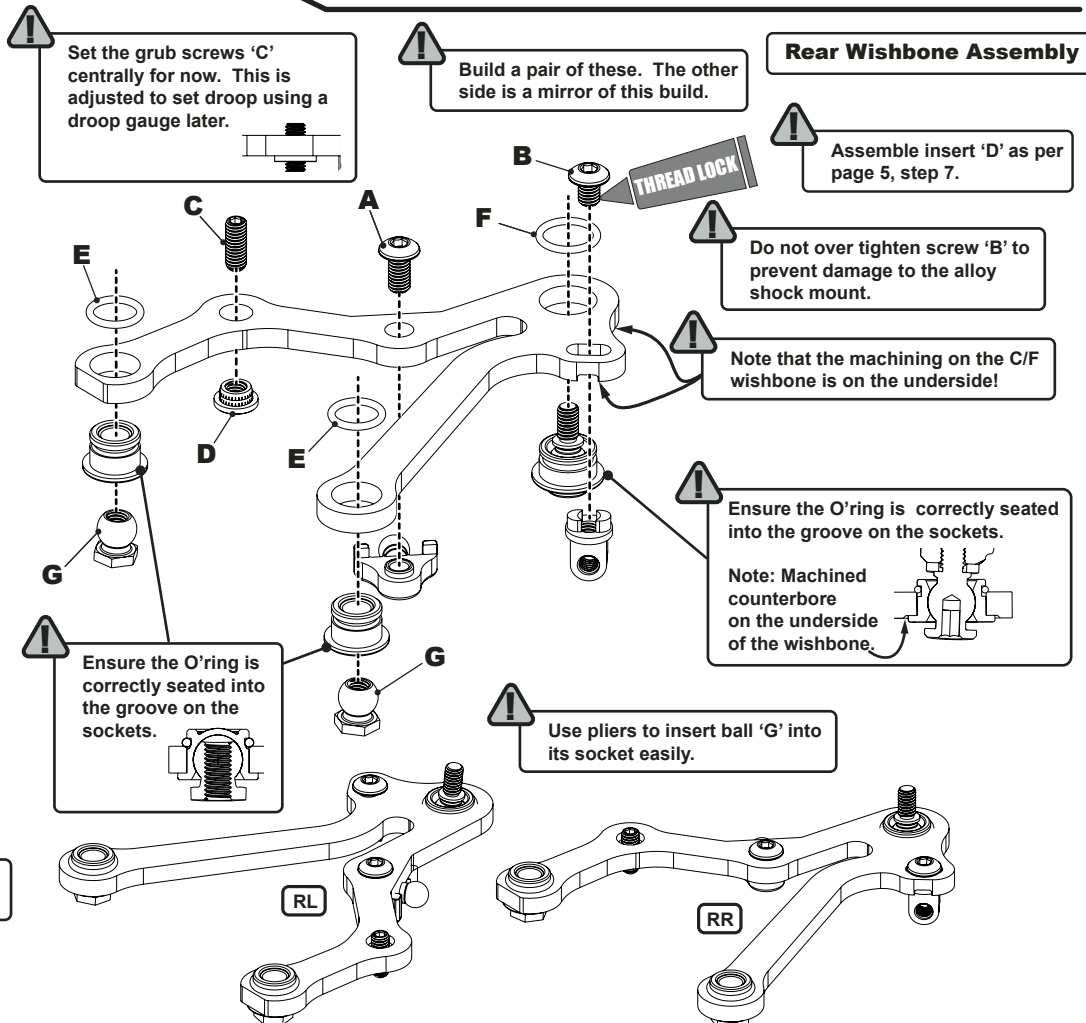 Set the grub screws ‘C’
centrally for now. This is
adjusted to set droop using a
droop gauge later.
Build a pair of these. The other
side is a mirror of this build.
Rear Wishbone Assembly
Assemble insert ‘D’ as per
page 5, step 7.
B
THREAD LOCK
C
A
F
E
Do not over tighten screw ‘B’ to
prevent damage to the alloy
shock mount.
Note that the machining on the C/F
wishbone is on the underside!
D
E
G
Ensure the O’ring is correctly seated
into the groove on the sockets.
Note: Machined
counterbore
on the underside
of the wishbone.
Ensure the O’ring is
correctly seated into
the groove on the
sockets.
G
Use pliers to insert ball ‘G’ into
its socket easily.
RL
RR